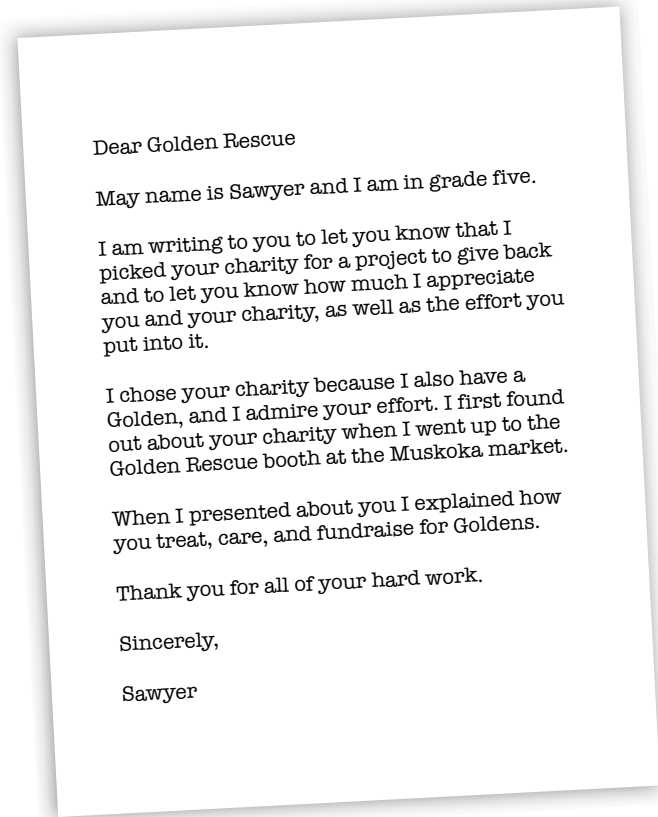 Dear Golden Rescue
May name is Sawyer and I am in grade five.
I am writing to you to let you know that I
picked your charity for a project to give back
and to let you know how much I appreciate
you and your charity, as well as the effort you
put into it.
I chose your charity because I also have a
Golden, and I admire your effort. I first found
out about your charity when I went up to the
Golden Rescue booth at the Muskoka market.
When I presented about you I explained how
you treat, care, and fundraise for Goldens.
Thank you for all of your hard work.
Sincerely,
Sawyer